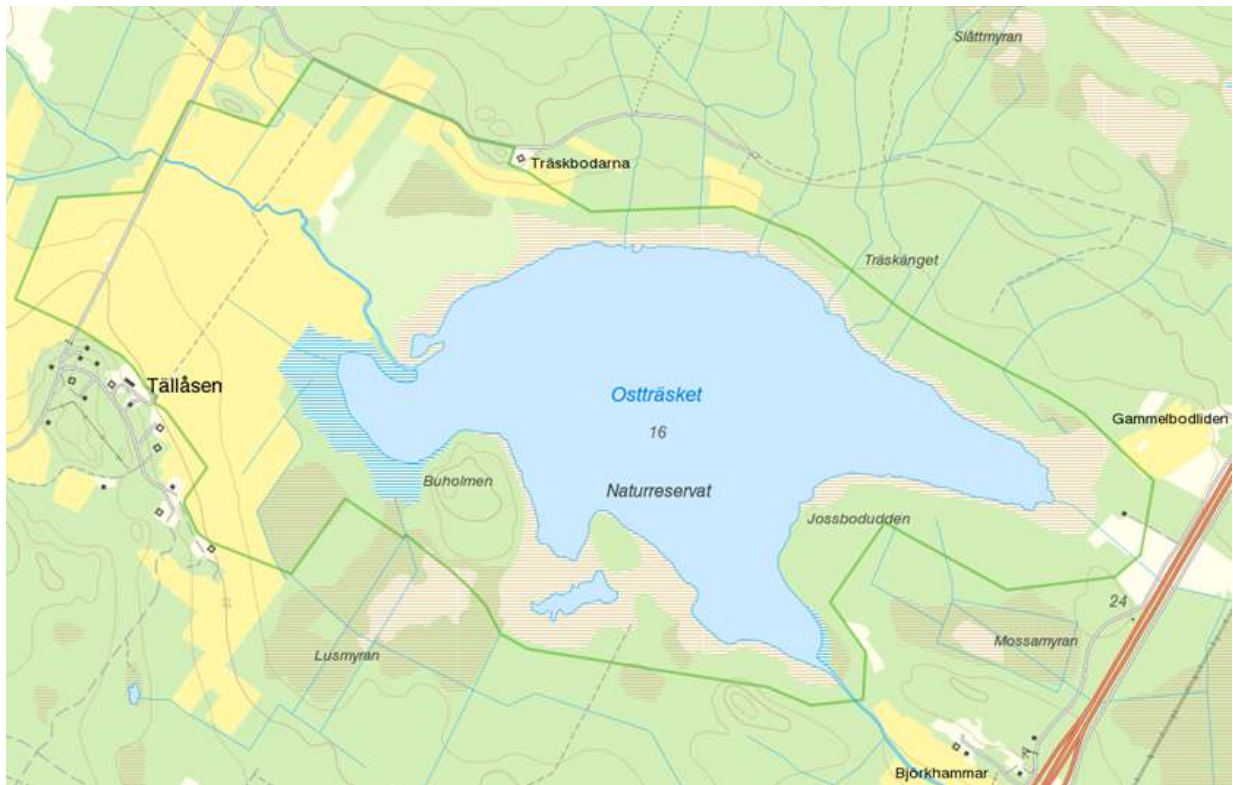 Slåttmyran
Träskbodarna
Träskänget
Tällåsen
Ostträsket
16
Gammelbodliden
Buholmen
Naturreservat
Jossbodudden
24
Mossamyran
Lusmyran
Björkhammar